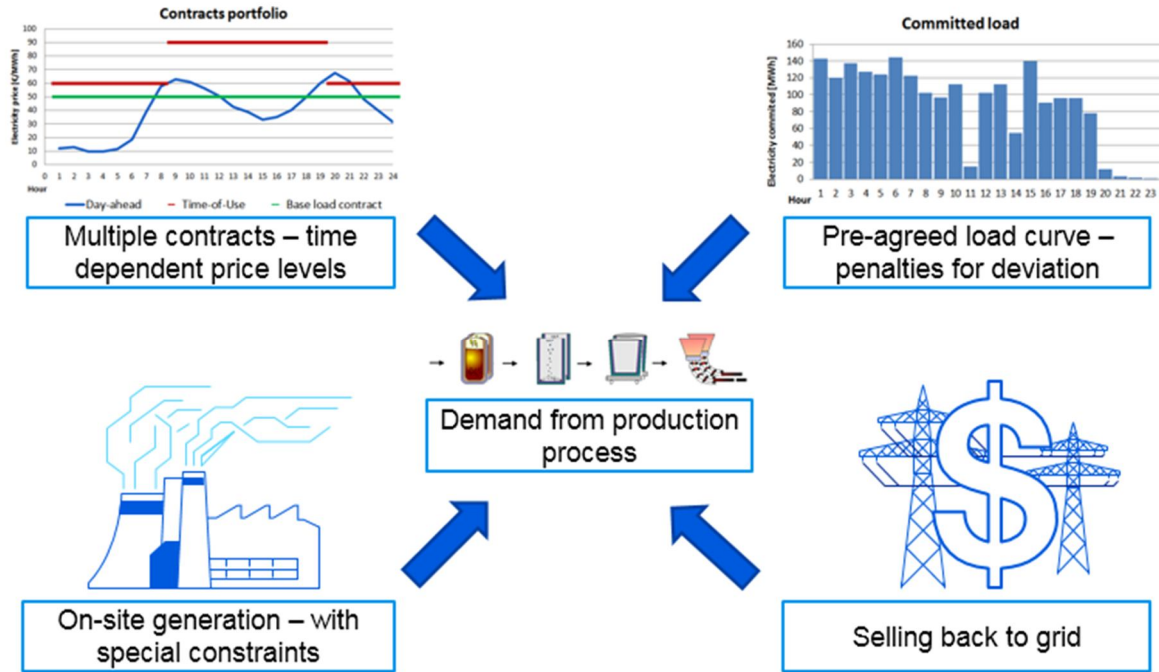 Contracts portfolio
Electricity price [€/MWh]
100
90
80
70
60
50
40
30
20
10
0
0 1 2 3 4 5 6 7 8 9 10 11 12 13 14 15 16 17 18 19 20 21 22 23 24
Hour
Day-ahead Time-of-Use Base load contract
Multiple contracts – time
dependent price levels
Committed load
Electricity commited [MWh]
160
140
120
100
80
60
40
20
0
Hour 1 2 3 4 5 6 7 8 9 10 11 12 13 14 15 16 17 18 19 20 21 22 23
Pre-agreed load curve –
penalties for deviation
Demand from production
process
On-site generation – with
special constraints
$
Selling back to grid